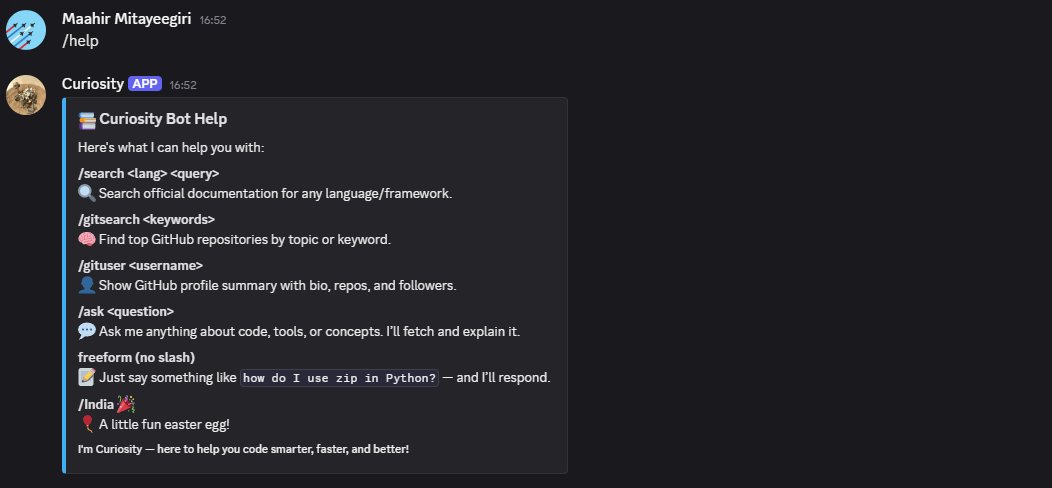 Maahir Mitayeegiri 16:52
/help
Curiosity APP 16:52
Curiosity Bot Help
Here's what I can help you with:
/search <lang> <query>
Search official documentation for any language/framework.
/gitsearch <keywords>
Find top GitHub repositories by topic or keyword.
/gituser <username>
Show GitHub profile summary with bio, repos, and followers.
/ask <question>
Ask me anything about code, tools, or concepts. I’ll fetch and explain it.
freeform (no slash)
Just say something like how do I use zip in Python? — and I’ll respond.
/India
A little fun easter egg!
I'm Curiosity — here to help you code smarter, faster, and better!